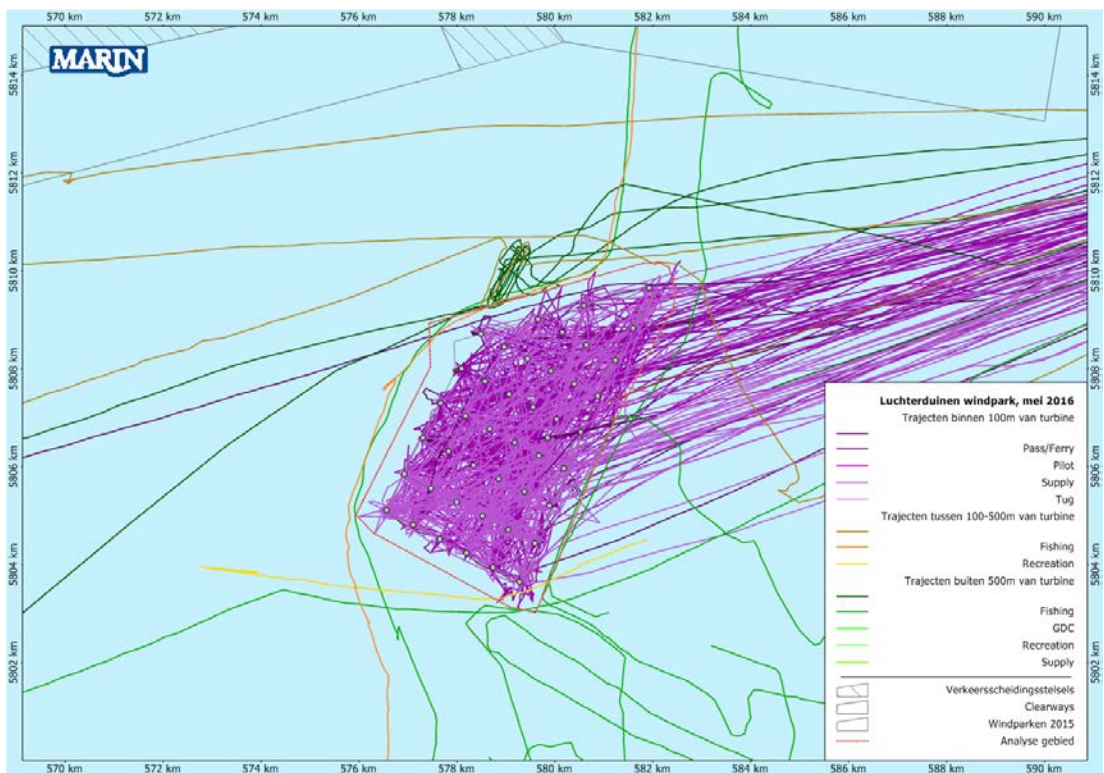 570 km 572 km 574 km 576 km 578 km 580 km 582 km 584 km 586 km 588 km 590 km
MARIN
5814 km 5814 km
5812 km 5812 km
5810 km 5810 km
5808 km 5808 km
5806 km 5806 km
5804 km 5804 km
5802 km 5802 km
Luchterduinen windpark, mei 2016
Trajecten binnen 100m van turbine
Pass/Ferry
Pilot
Supply
Tug
Trajecten tussen 100-500m van turbine
Fishing
Recreation
Trajecten buiten 500m van turbine
Fishing
GDC
Recreation
Supply
Verkeersscheidingsstelsels
Clearways
Windparken 2015
Analyse gebied
570 km 572 km 574 km 576 km 578 km 580 km 582 km 584 km 586 km 588 km 590 km